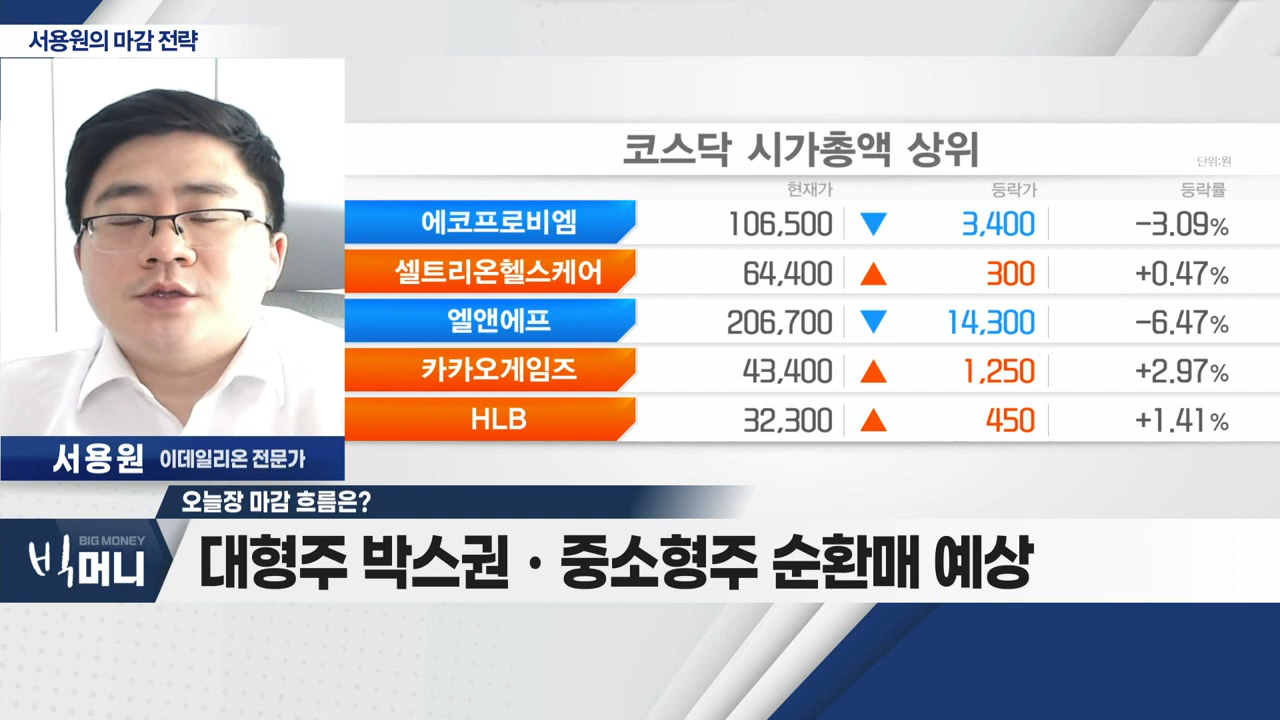 서용원의 마감 전략
코스닥 시가총액 상위
단위:원
현재가 등락가 등락률
에코프로비엠 106,500 ▼ 3,400 -3.09%
셀트리온헬스케어 64,400 ▲ 300 +0.47%
엘앤에프 206,700 ▼ 14,300 -6.47%
카카오게임즈 43,400 ▲ 1,250 +2.97%
HLB 32,300 ▲ 450 +1.41%
서용원 이데일리온 전문가
오늘장 마감 흐름은?
BIG MONEY
빅머니
대형주 박스권 · 중소형주 순환매 예상